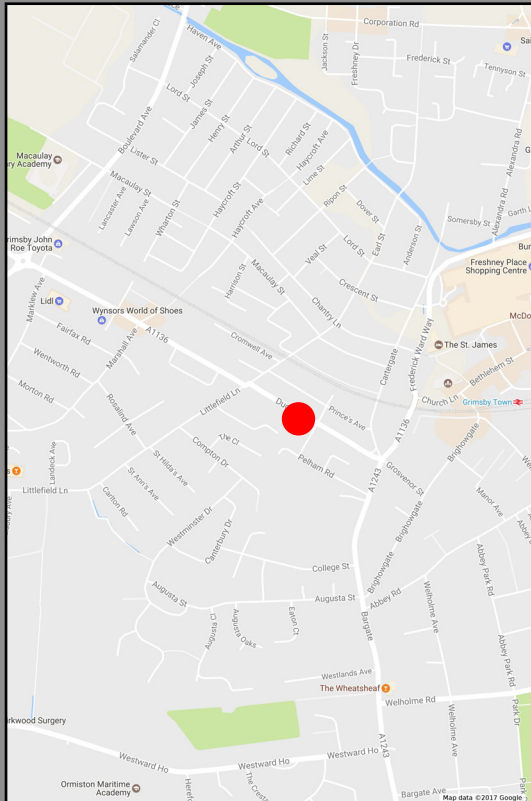 Corporation Rd
Haven Ave
Salamander Ct
Jackson St
Freshney Dr
Frederick St
Tennyson St
Boulevard Ave
Joseph St
Lord St
James St
Henry St
Arthur St
Lord St
Richard St
Haycroft Ave
Alexandra Rd
Lister St
Macaulay
Academy
Macaulay St
Lime St
Ripon St
Lancaster Ave
Lawson Ave
Wharton St
Haycroft St
Haycroft Ave
Dover St
Somersby St
Alexandra Rd
Garth
Grimsby John
Roe Toyota
Veal St
Lord St
Earl St
Anderson St
Freshney Place
Shopping Centre
Harrison St
Macaulay St
Crescent St
Markiew Ave
Lidl
Wynsors World of Shoes
Chantry Ln
Fairfax Rd
Marshall Ave
A1136
Cromwell Ave
Cartergate
Frederick Ward Way
The St. James
Bethlehem St
Wentworth Rd
Morton Rd
Rosalind Ave
Littlefield Ln
Prince's Ave
Church Ln
Grimsby Town
A1136
Brighowgate
The Cl
Compton Dr
St Hilda's Ave
Pelham Rd
Landeck Ave
St Ann's Ave
Littlefield Ln
Carlton Rd
A1243
Grosvenor St
Manor Ave
Westminster Dr
Canterbury Dr
Brighowgate
College St
Brighowgate
Abbey Park Rd
Augusta St
Augusta St
Abbey Rd
Welholme Ave
Augusta Cl
Augusta Oaks
Eaton Ct
Bargate
Abbey Park Rd
Westlands Ave
The Wheatsheaf
Welholme Rd
Park Dr
Welholme Ave
Westward Ho
Westward Ho
Westward Ho
A1243
Ormiston Maritime
Academy
Bargate Ave
Map data ©2017 Google